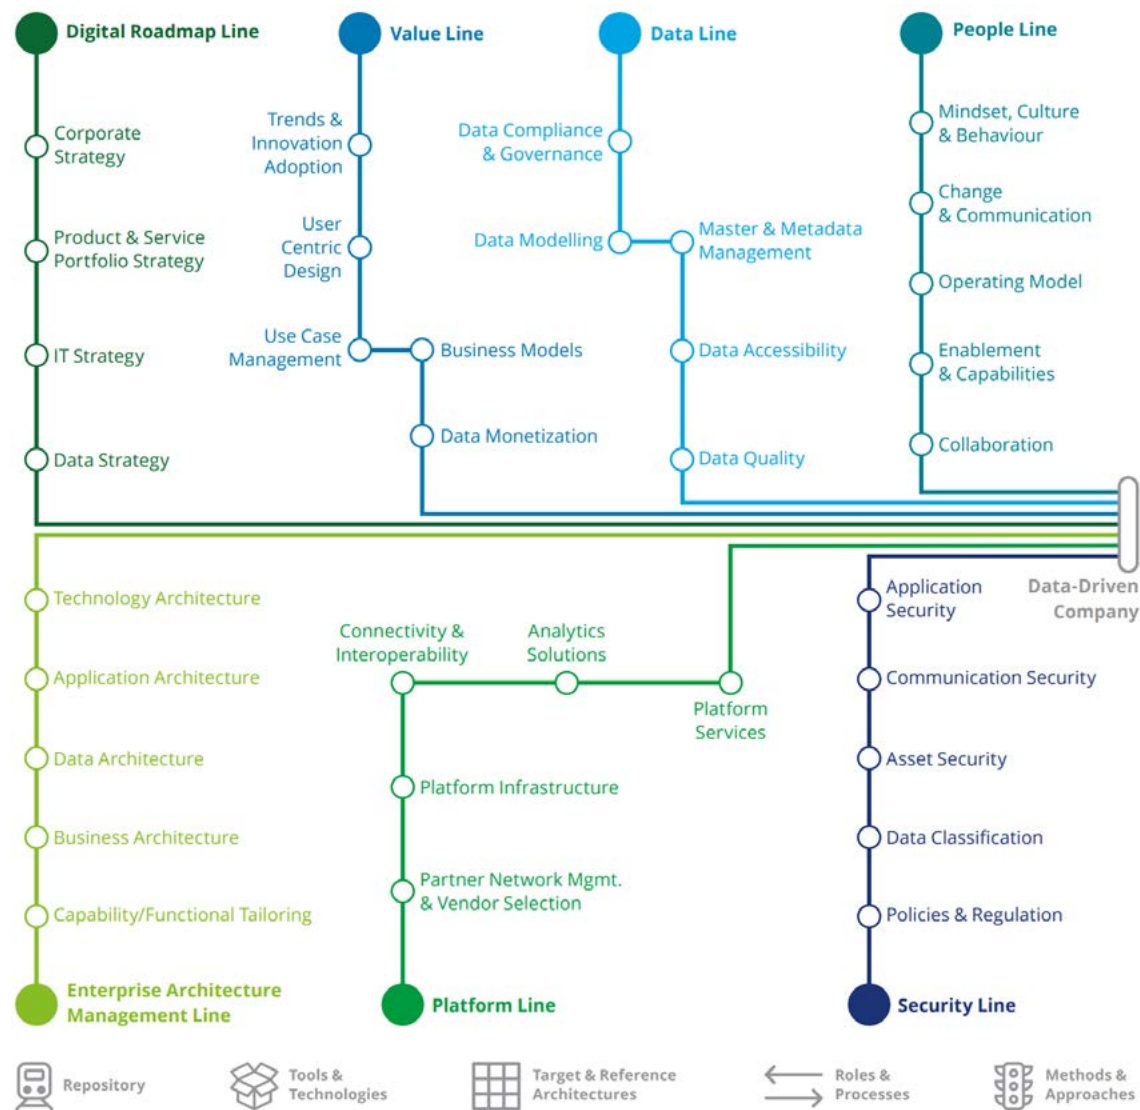 Digital Roadmap Line
Corporate
Strategy
Product & Service
Portfolio Strategy
IT Strategy
Data Strategy
Value Line
Trends &
Innovation
Adoption
User
Centric
Design
Use Case
Management
Business Models
Data Monetization
Data Line
Data Compliance
& Governance
Data Modelling
Master & Metadata
Management
Data Accessibility
Data Quality
People Line
Mindset, Culture
& Behaviour
Change
& Communication
Operating Model
Enablement
& Capabilities
Collaboration
Data-Driven
Company
Technology Architecture
Application Architecture
Data Architecture
Business Architecture
Capability/Functional Tailoring
Enterprise Architecture
Management Line
Connectivity &
Interoperability
Analytics
Solutions
Platform
Services
Platform Infrastructure
Partner Network Mgmt.
& Vendor Selection
Platform Line
Application
Security
Communication Security
Asset Security
Data Classification
Policies & Regulation
Security Line
Repository
Tools &
Technologies
Target & Reference
Architectures
Roles &
Processes
Methods &
Approaches